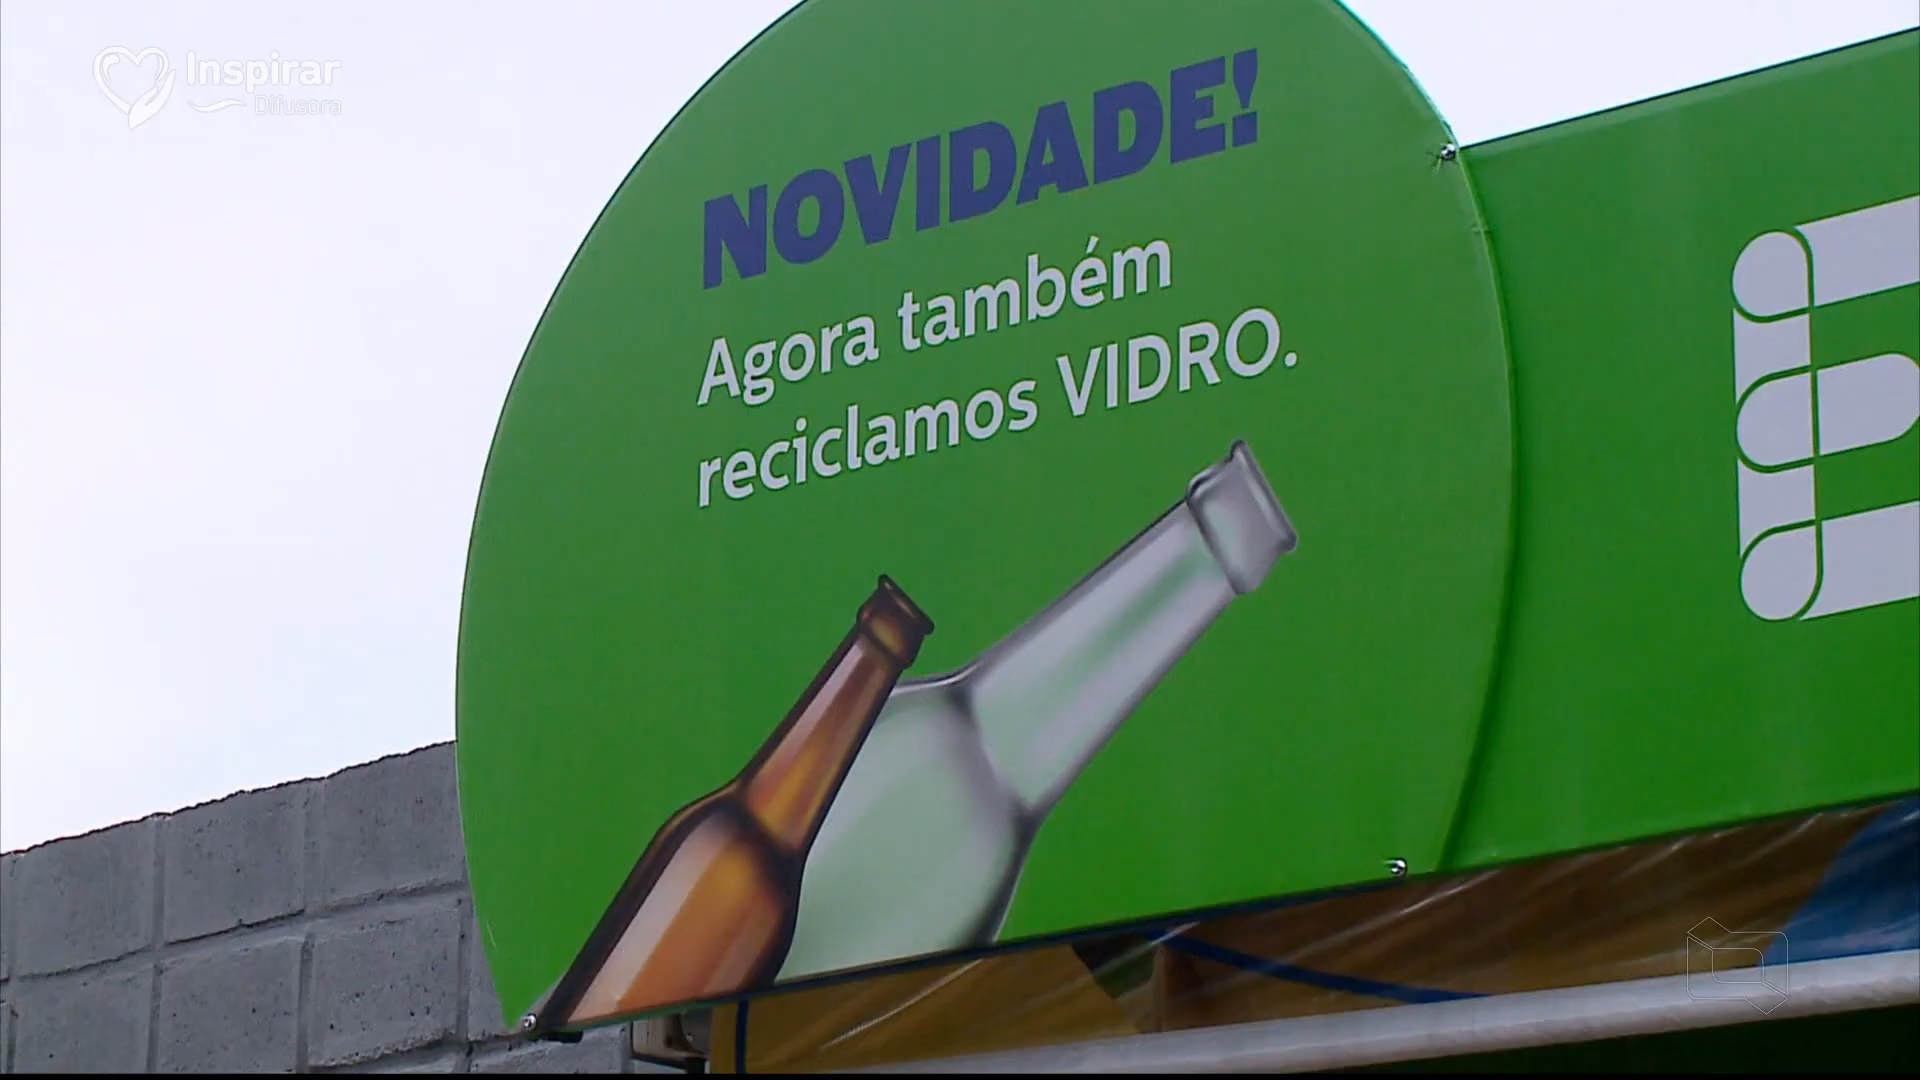 Inspirar
Difusora
NOVIDADE!
Agora também
reciclamos VIDRO.
E